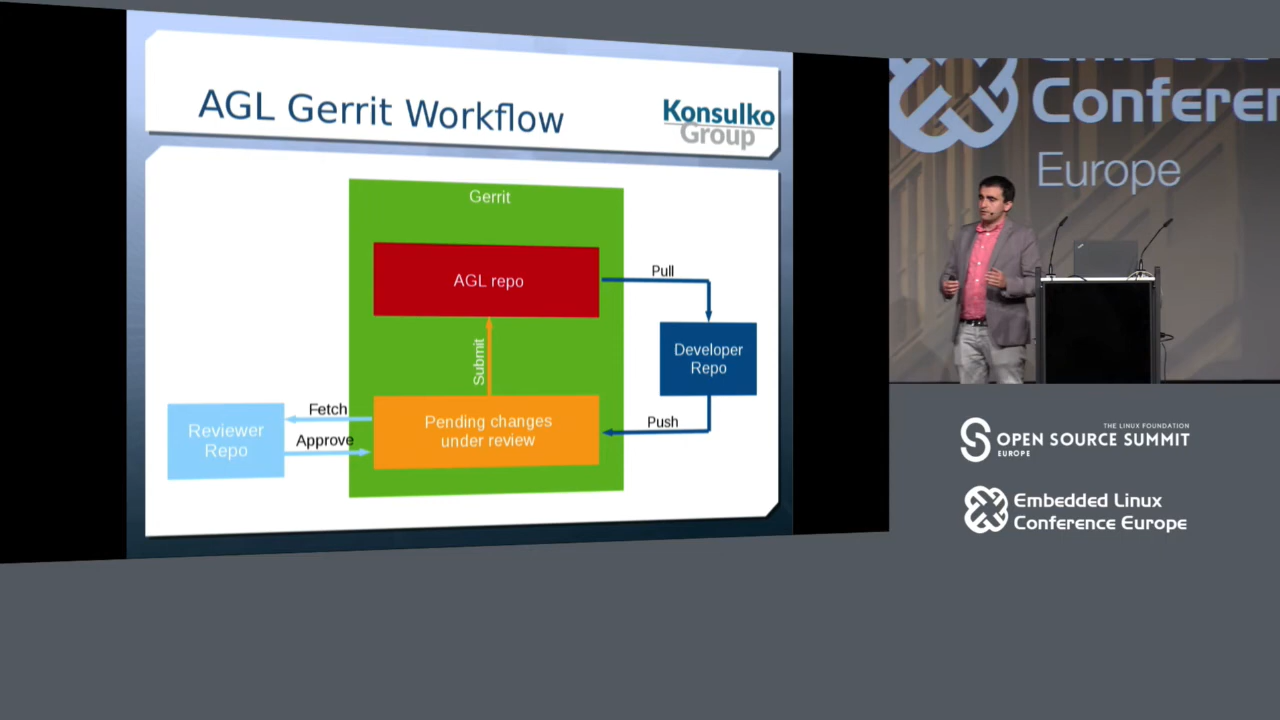 AGL Gerrit Workflow
Konsulko
Group
Gerrit
AGL repo
Pull
Developer
Repo
Submit
Push
Pending changes
under review
Fetch
Approve
Reviewer
Repo
Conferen
Europe
THE LINUX FOUNDATION
OPEN SOURCE SUMMIT
EUROPE
Embedded Linux
Conference Europe